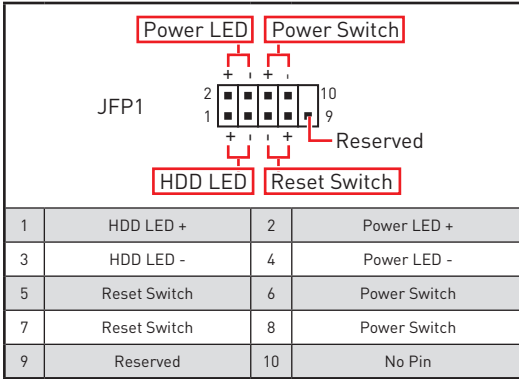 Power LED Power Switch
+ - + -
JFP1
2 10
1 9
+ - - +
Reserved
HDD LED Reset Switch
1 HDD LED + 2 Power LED +
3 HDD LED - 4 Power LED -
5 Reset Switch 6 Power Switch
7 Reset Switch 8 Power Switch
9 Reserved 10 No Pin